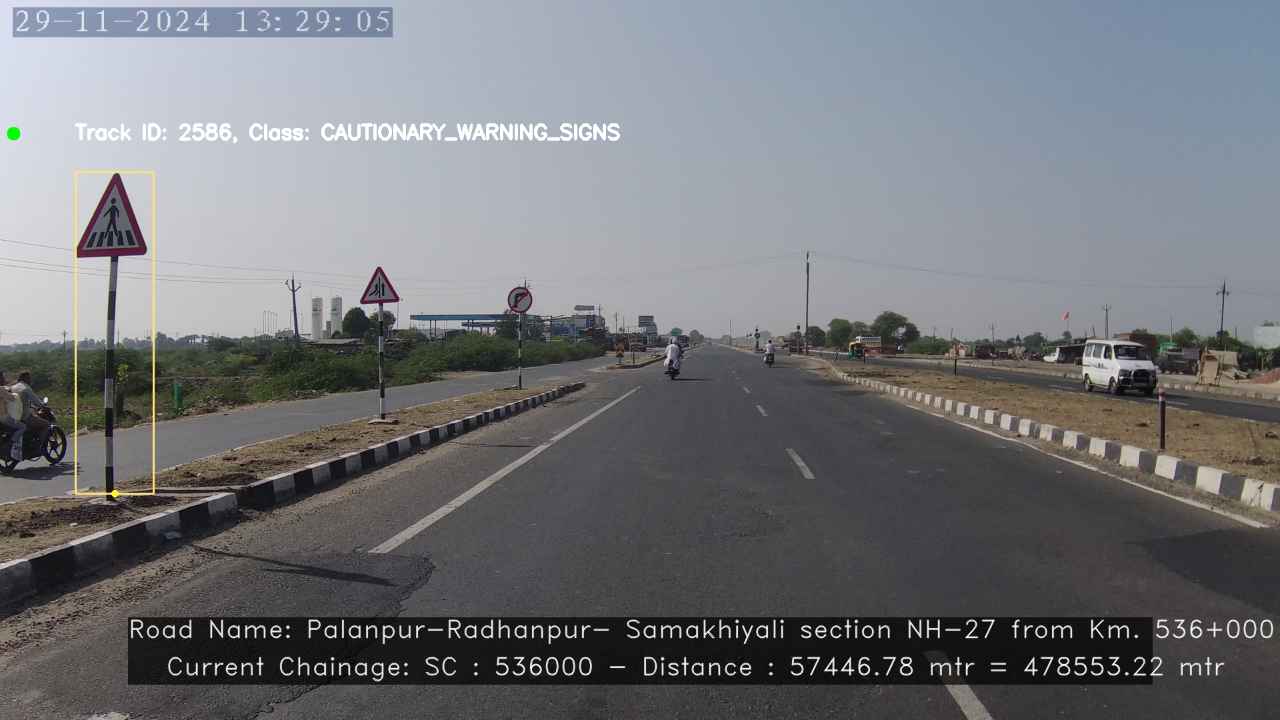 29-11-2024 13:29:05
Track ID: 2586, Class: CAUTIONARY_WARNING_SIGNS
Road Name: Palanpur-Radhanpur- Samakhiyali section NH-27 from Km. 536+000
Current Chainage: SC : 536000 - Distance : 57446.78 mtr = 478553.22 mtr